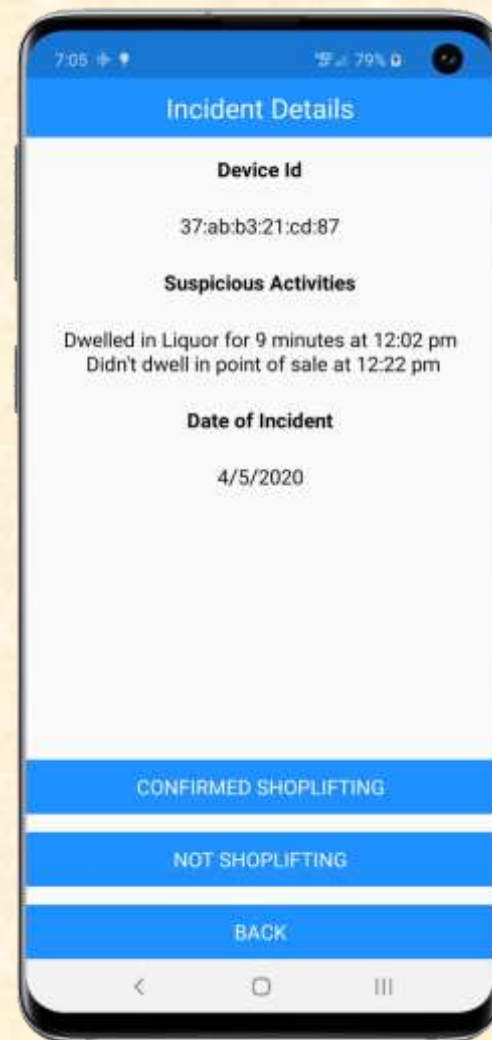 7:05
79%
Incident Details
Device Id
37:ab:b3:21:cd:87
Suspicious Activities
Dwelled in Liquor for 9 minutes at 12:02 pm
Didn't dwell in point of sale at 12:22 pm
Date of Incident
4/5/2020
CONFIRMED SHOPLIFTING
NOT SHOPLIFTING
BACK